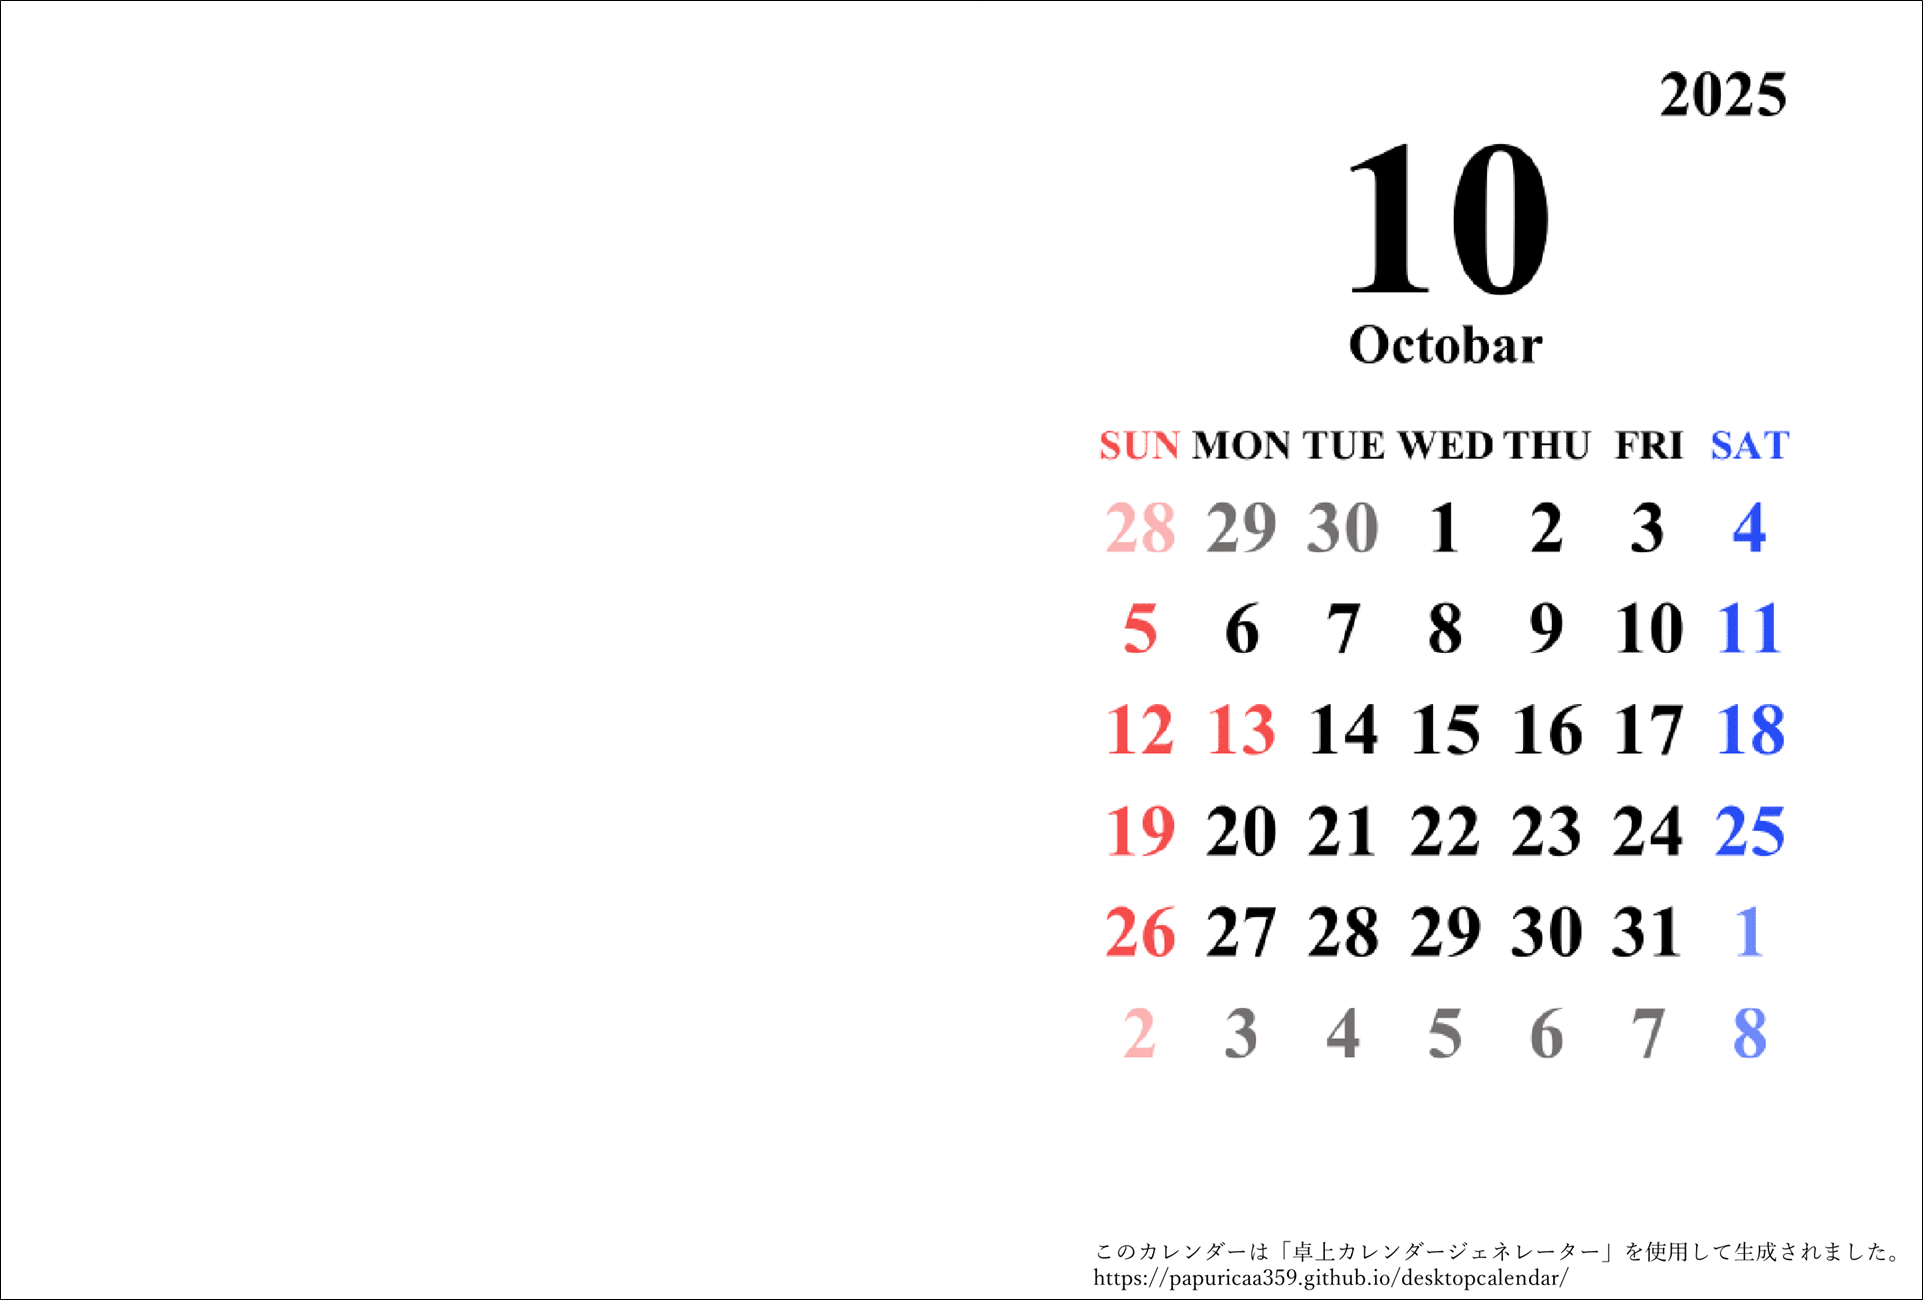 2025
10
Octobar
SUN MON TUE WED THU FRI SAT
28 29 30 1 2 3 4
5 6 7 8 9 10 11
12 13 14 15 16 17 18
19 20 21 22 23 24 25
26 27 28 29 30 31 1
2 3 4 5 6 7 8
このカレンダーは「卓上カレンダージェネレーター」を使用して生成されました。
https://papuricaa359.github.io/desktopcalendar/